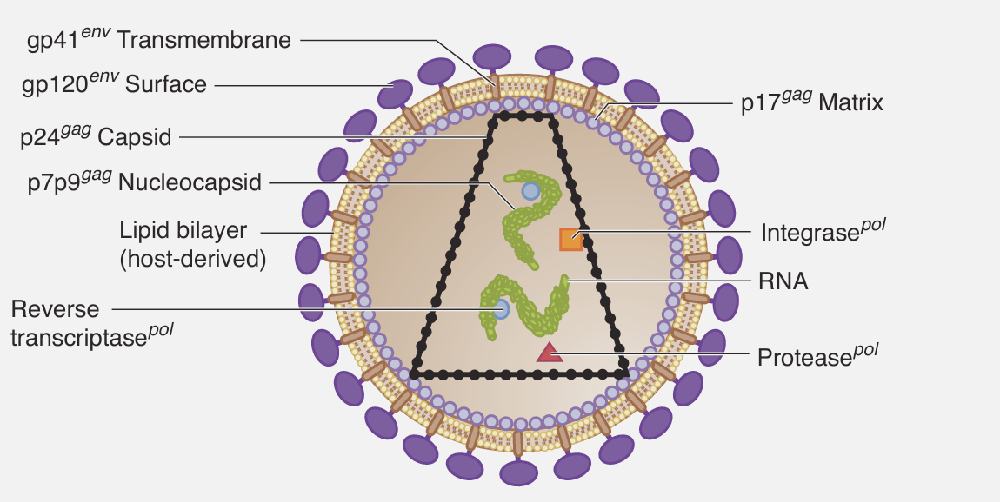 gp41env Transmembrane
gp120env Surface
p24gag Capsid
p7p9gag Nucleocapsid
Lipid bilayer
(host-derived)
Reverse
transcriptasepol
p17gag Matrix
Integrasepol
RNA
Proteasepol